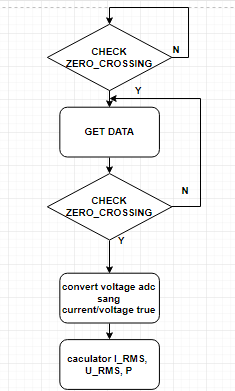 CHECK
ZERO_CROSSING
N
Y
GET DATA
N
CHECK
ZERO_CROSSING
Y
convert voltage adc
sang
current/voltage true
caculator I_RMS,
U_RMS, P